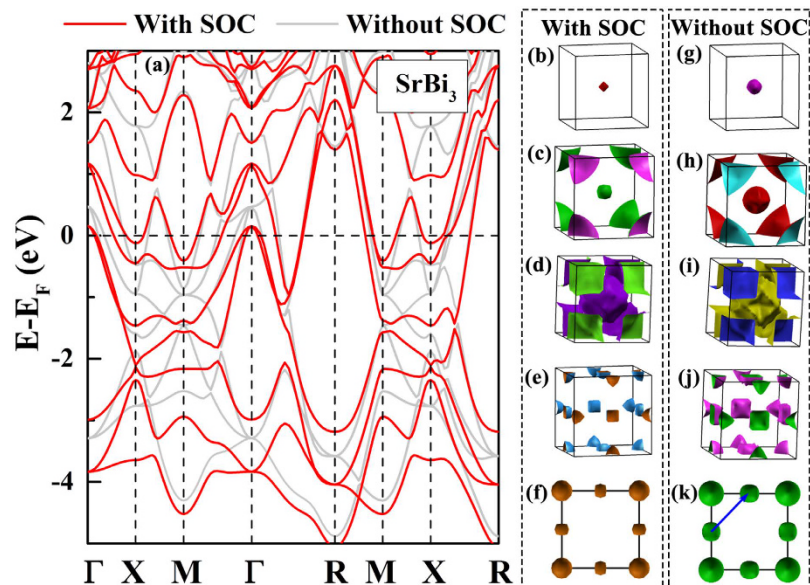 With SOC Without SOC
(a)
SrBi3
E-EF (eV)
2
0
-2
-4
Γ X M Γ R M X R
With SOC Without SOC
(b) (g)
(c) (h)
(d) (i)
(e) (j)
(f) (k)